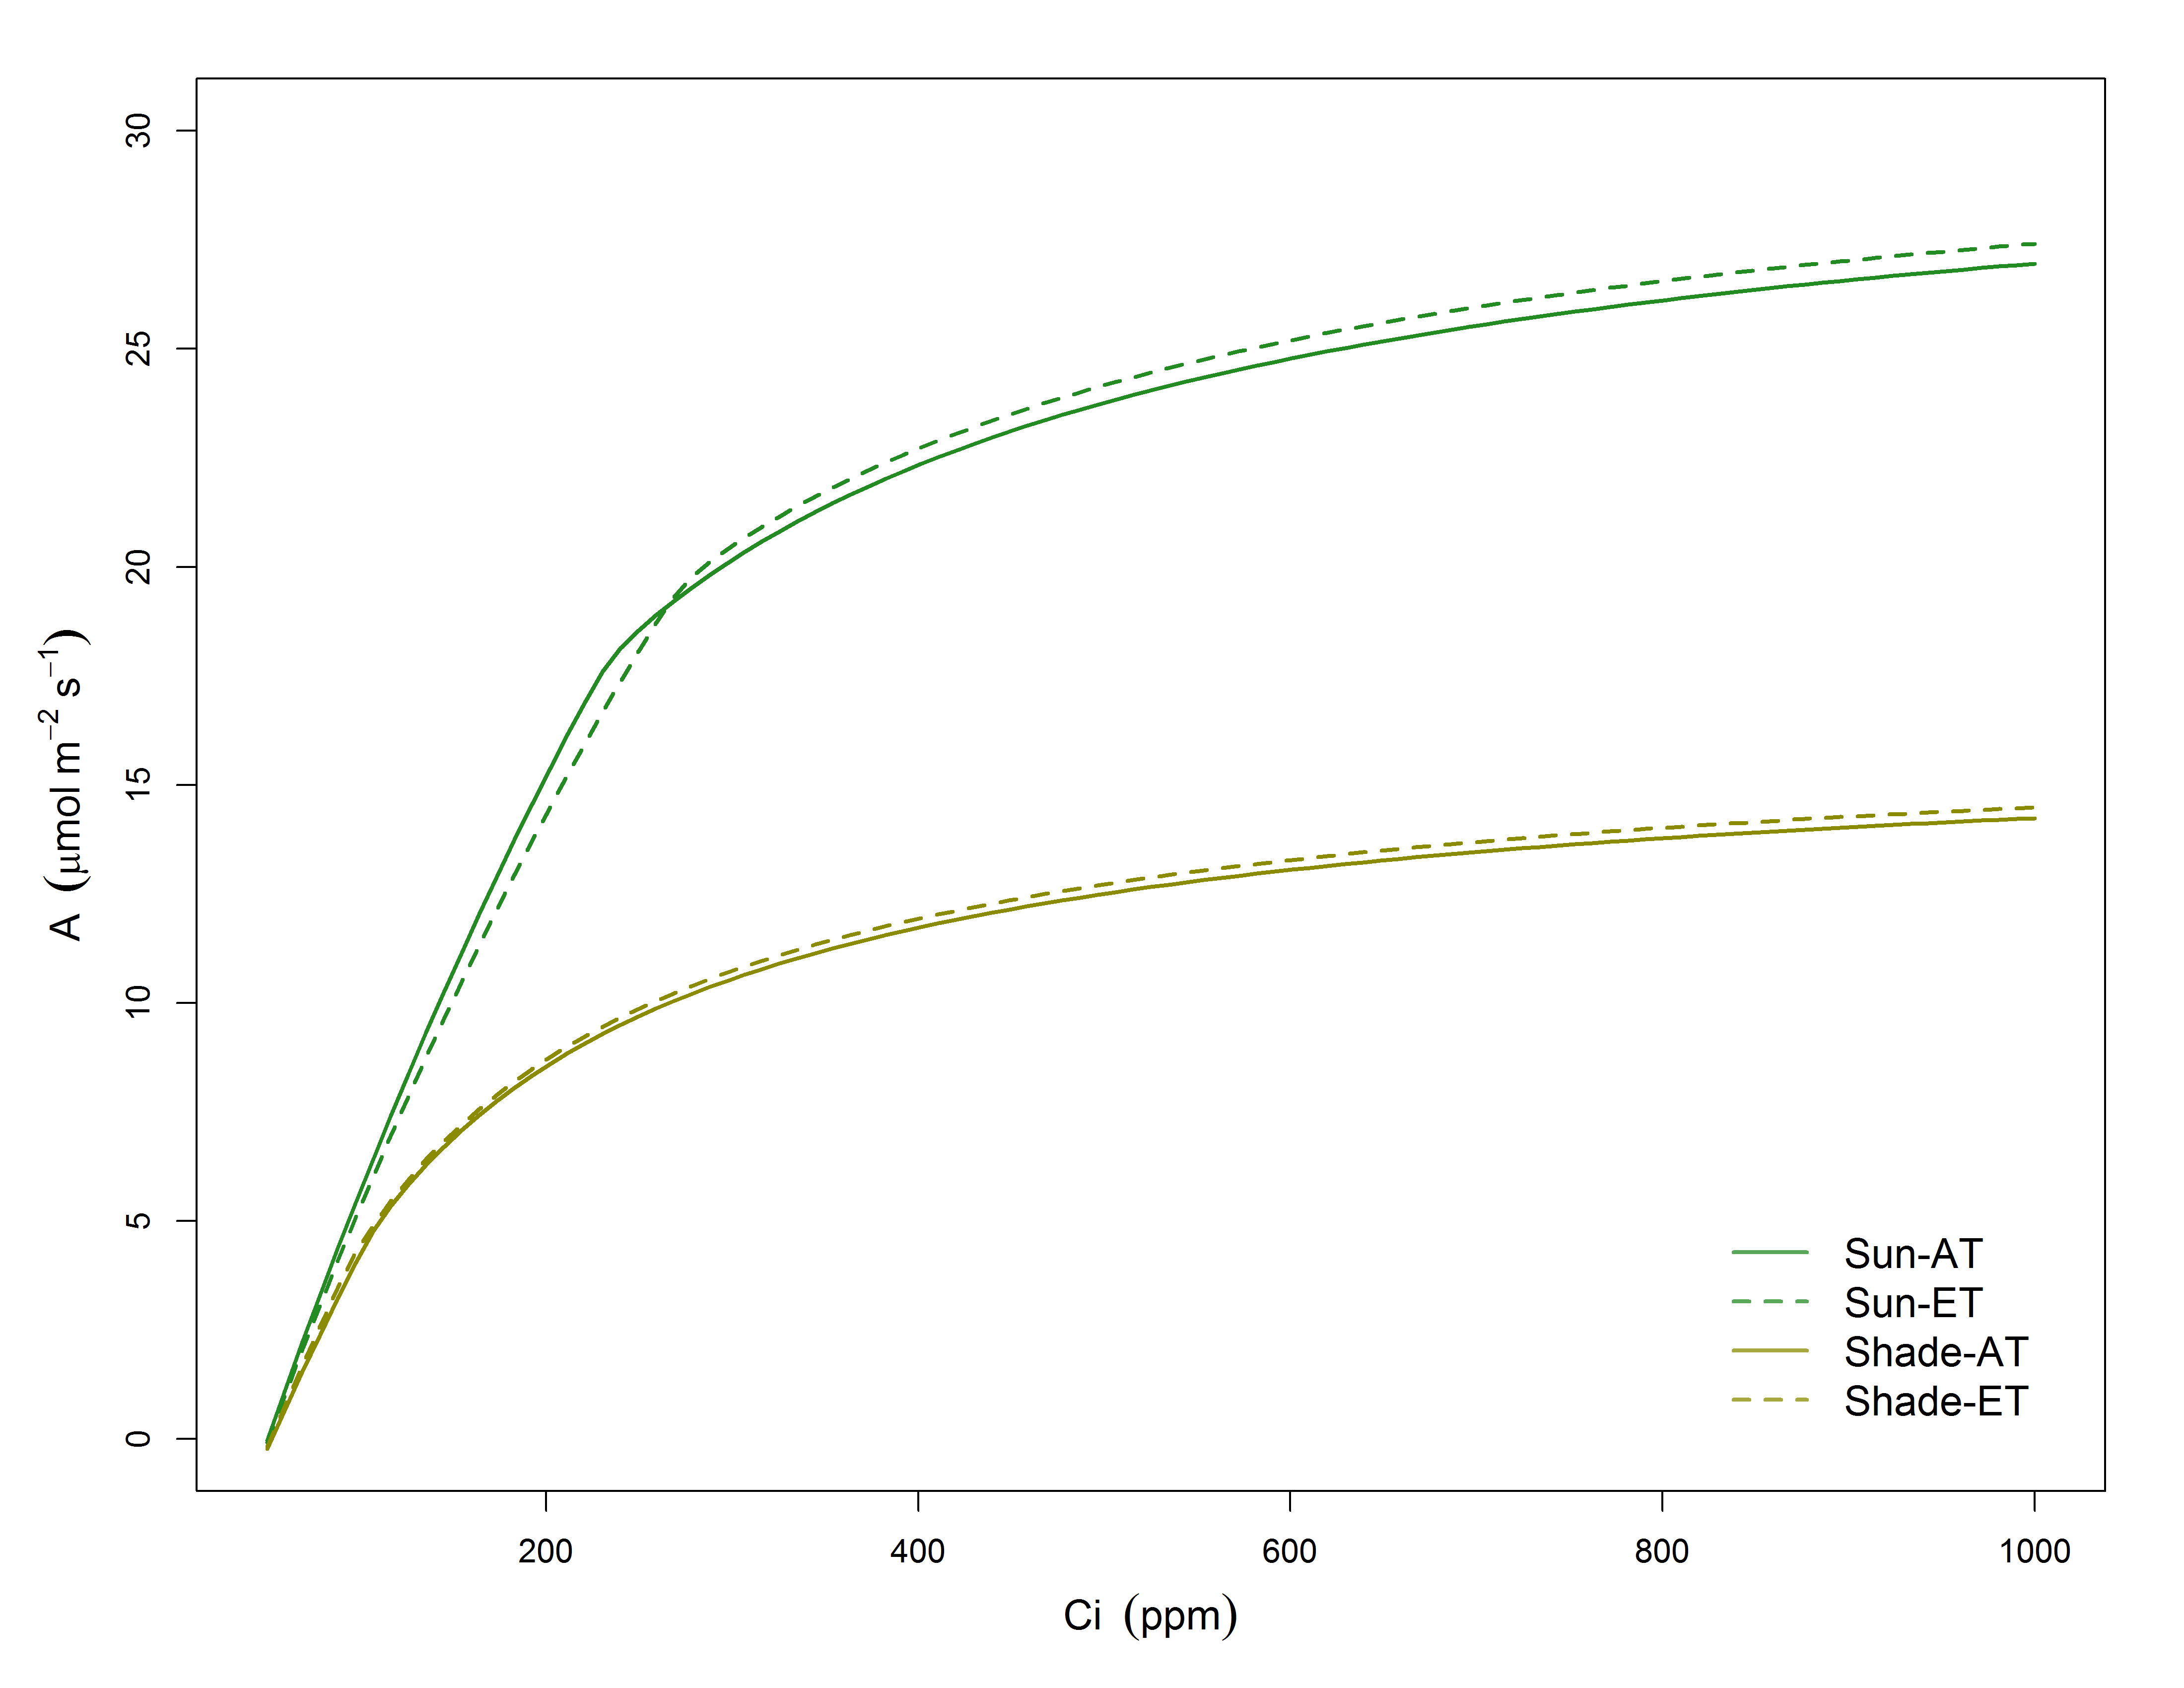 30
25
20
15
10
5
0
A (μmol m⁻² s⁻¹)
200 400 600 800 1000
Ci (ppm)
Sun-AT
Sun-ET
Shade-AT
Shade-ET